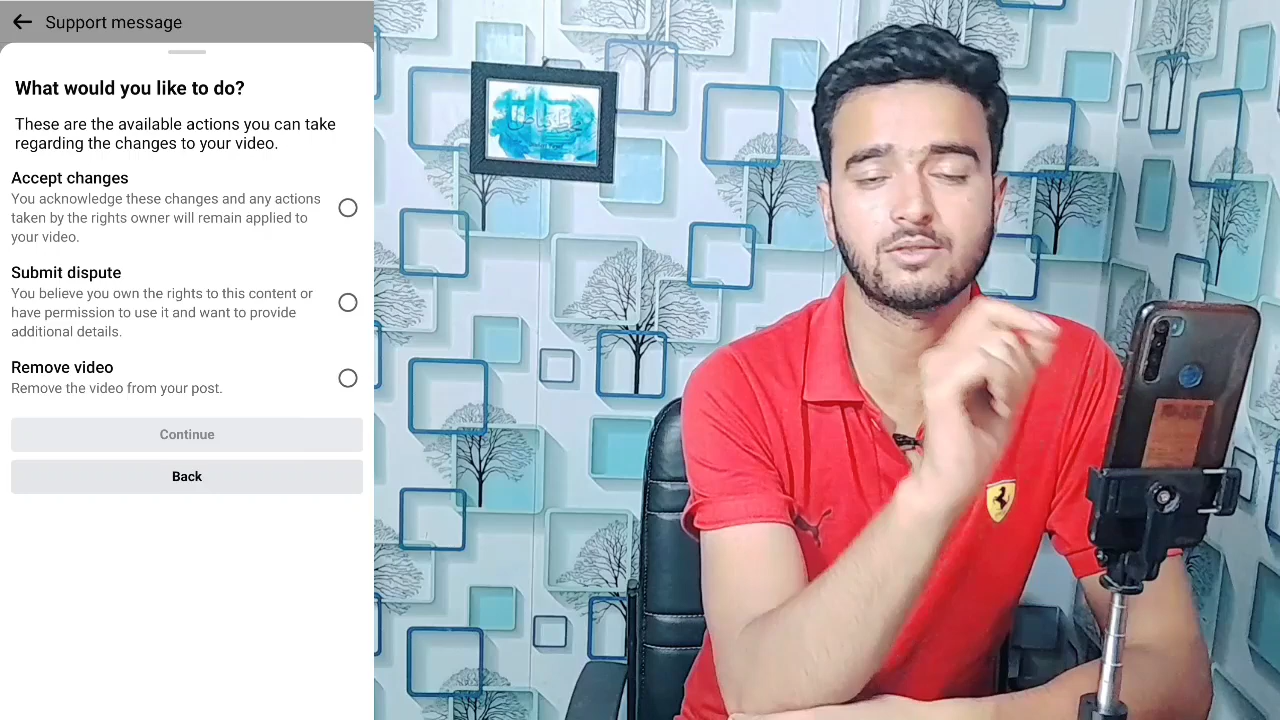 Support message
What would you like to do?
These are the available actions you can take
regarding the changes to your video.
Accept changes
You acknowledge these changes and any actions
taken by the rights owner will remain applied to
your video.
Submit dispute
You believe you own the rights to this content or
have permission to use it and want to provide
additional details.
Remove video
Remove the video from your post.
Continue
Back